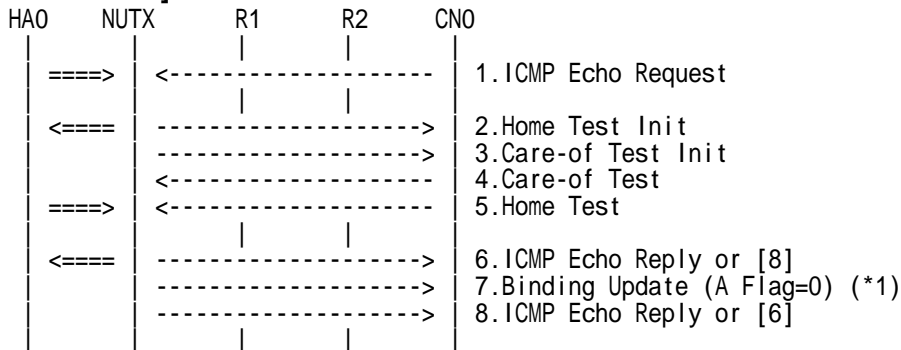 HA0 NUTX R1 R2 CN0
| | | | |
| ====> | <--------------------- | 1.ICMP Echo Request
| | | | |
| <==== | --------------------> | 2.Home Test Init
| | --------------------> | 3.Care-of Test Init
| | <--------------------- | 4.Care-of Test
| ====> | <--------------------- | 5.Home Test
| | | | |
| <==== | --------------------> | 6.ICMP Echo Reply or [8]
| | --------------------> | 7.Binding Update (A Flag=0) (*1)
| | --------------------> | 8.ICMP Echo Reply or [6]
| | | | |